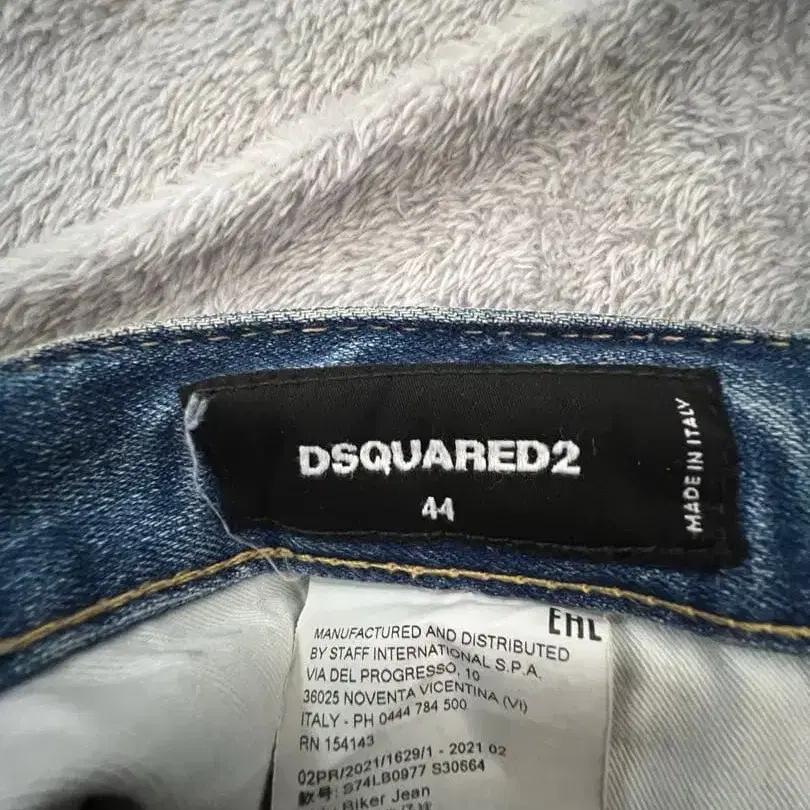 DSQUARED2
44
MADE IN ITALY
EAC
MANUFACTURED AND DISTRIBUTED
BY STAFF INTERNATIONAL S.P.A.
VIA DEL PROGRESSO, 10
36025 NOVENTA VICENTINA (VI)
ITALY - PH 0444 784 500
RN 154143
02PR/2021/1629/1 - 2021 02
款号: S74LB0977 S30664
Biker Jean